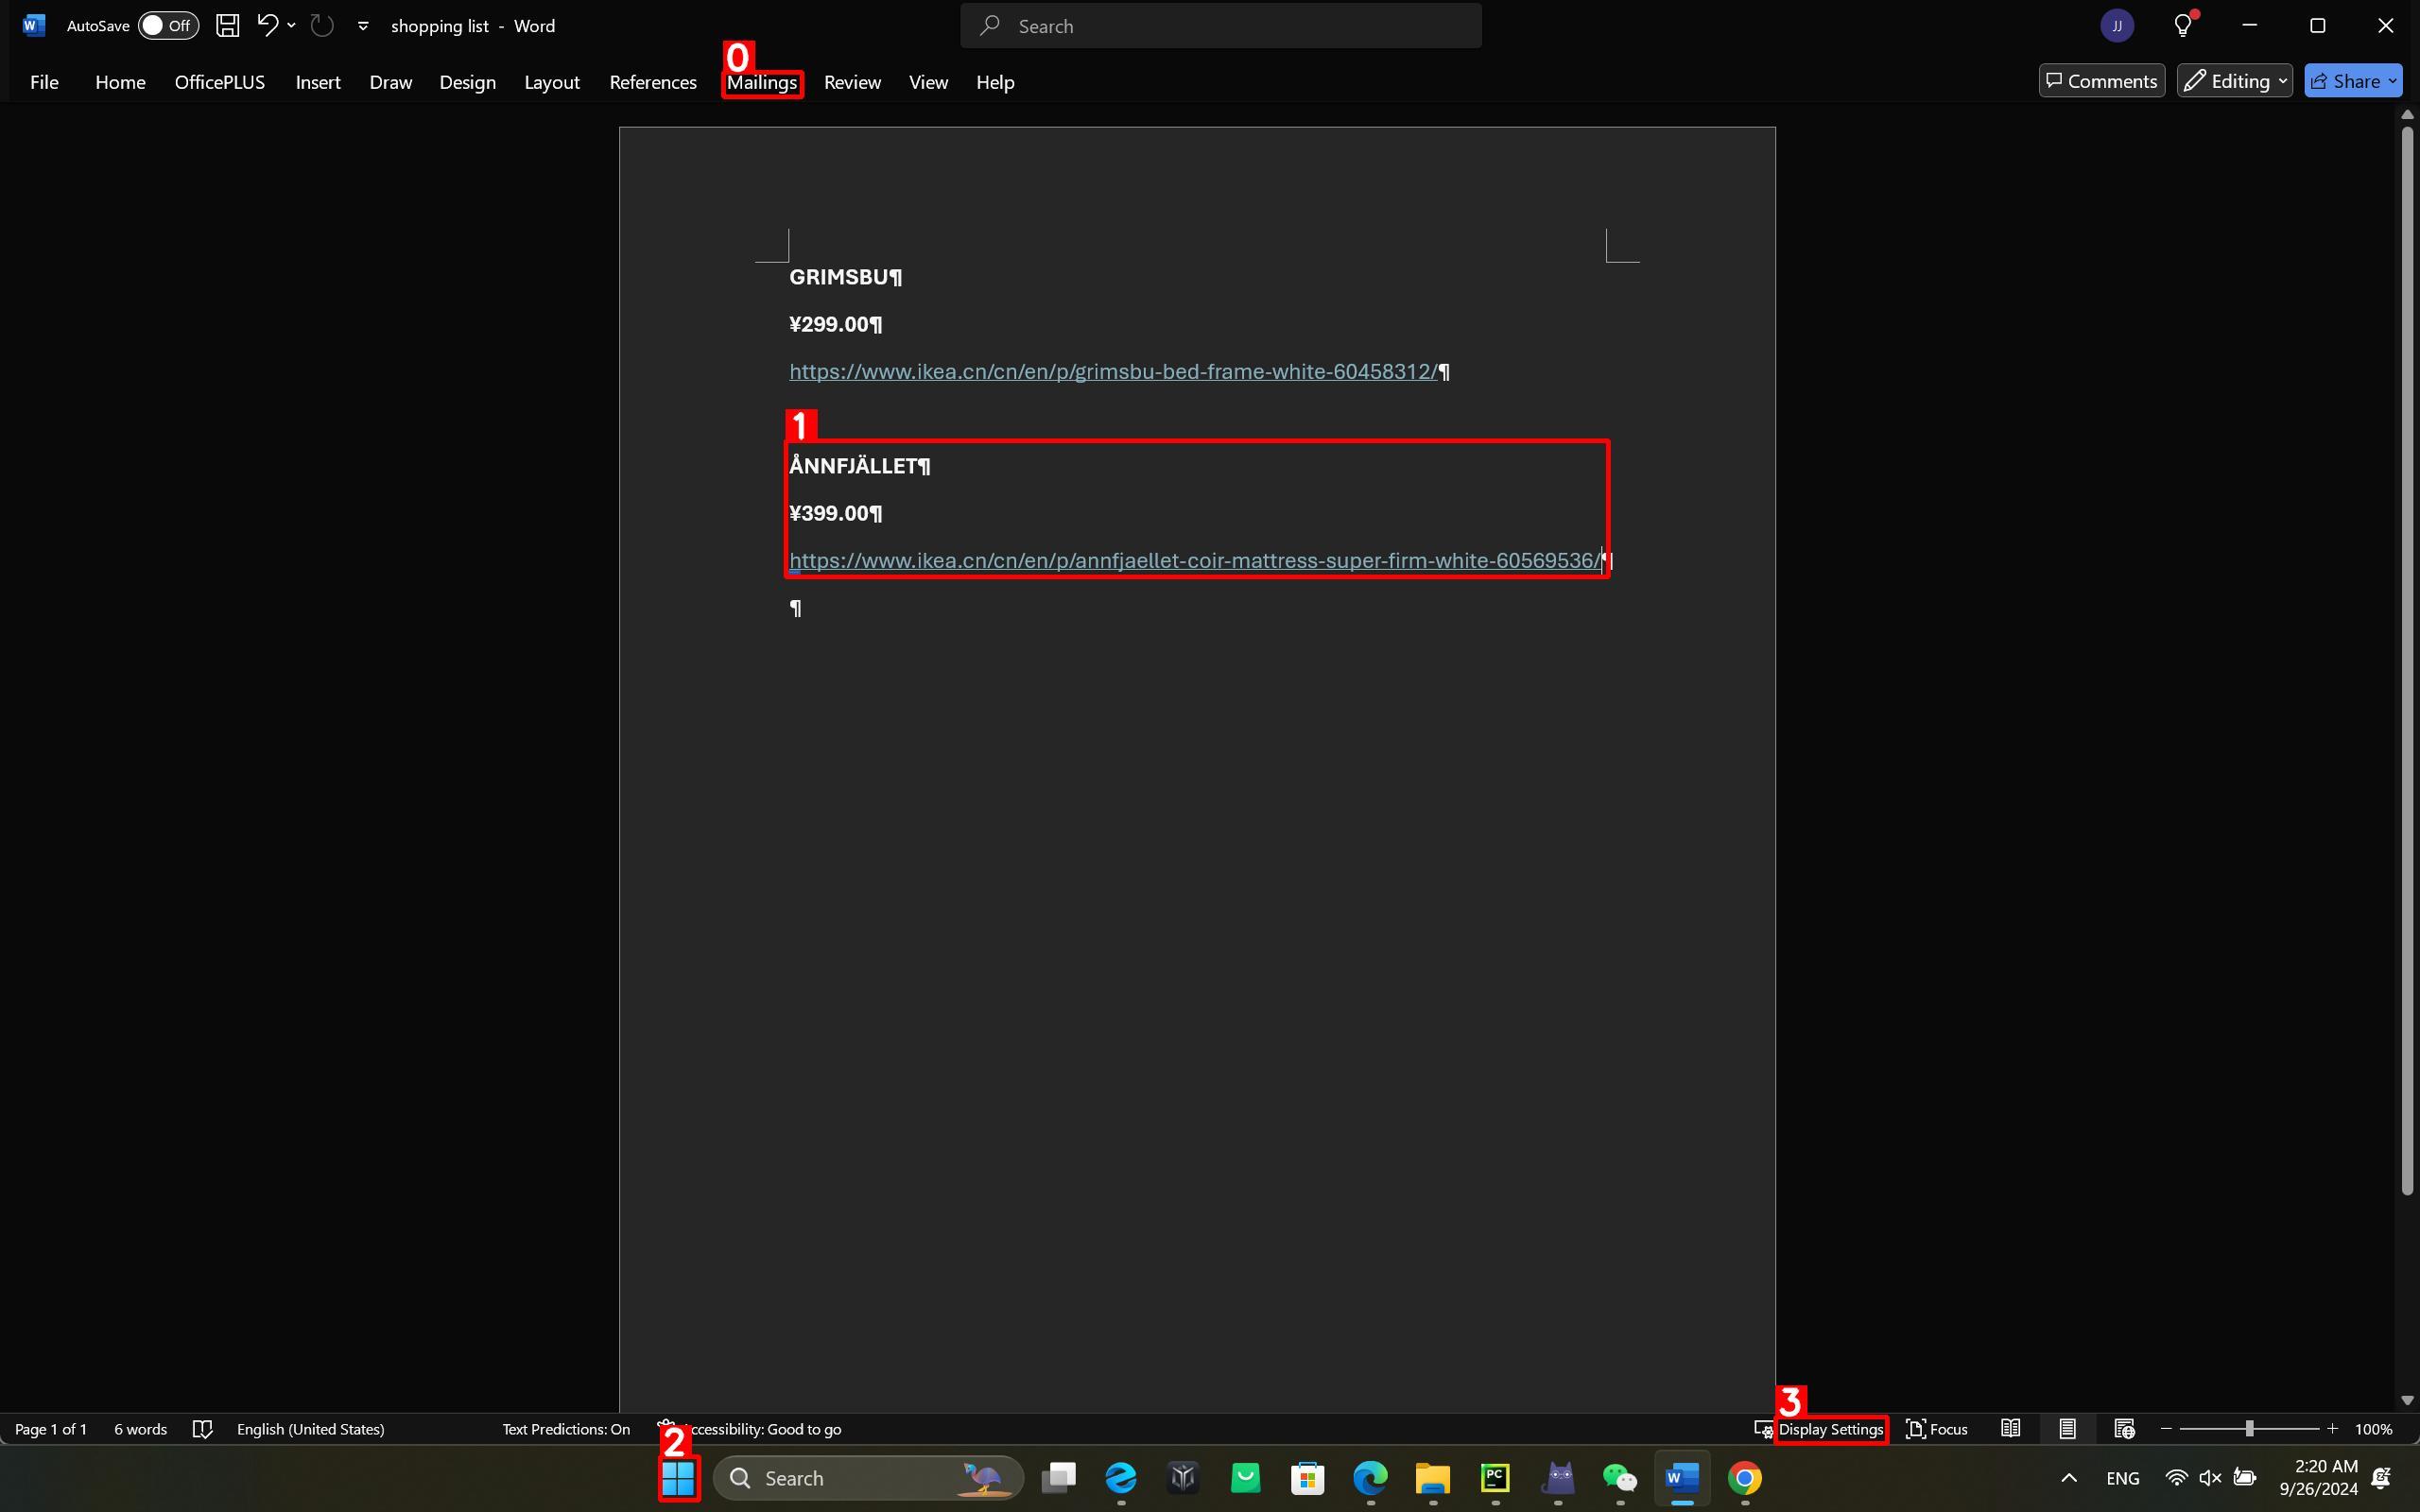 AutoSave Off shopping list - Word Search JJ
0
File Home OfficePLUS Insert Draw Design Layout References Mailings Review View Help Comments Editing Share
GRIMSBU¶
¥299.00¶
https://www.ikea.cn/cn/en/p/grimsbu-bed-frame-white-60458312/¶
1
ÅNNFJÄLLET¶
¥399.00¶
https://www.ikea.cn/cn/en/p/annfjaellet-coir-mattress-super-firm-white-60569536/¶
¶
3
Page 1 of 1 6 words English (United States) Text Predictions: On ccessibility: Good to go Display Settings Focus 100%
2
Search PC W ENG 2:20 AM
9/26/2024